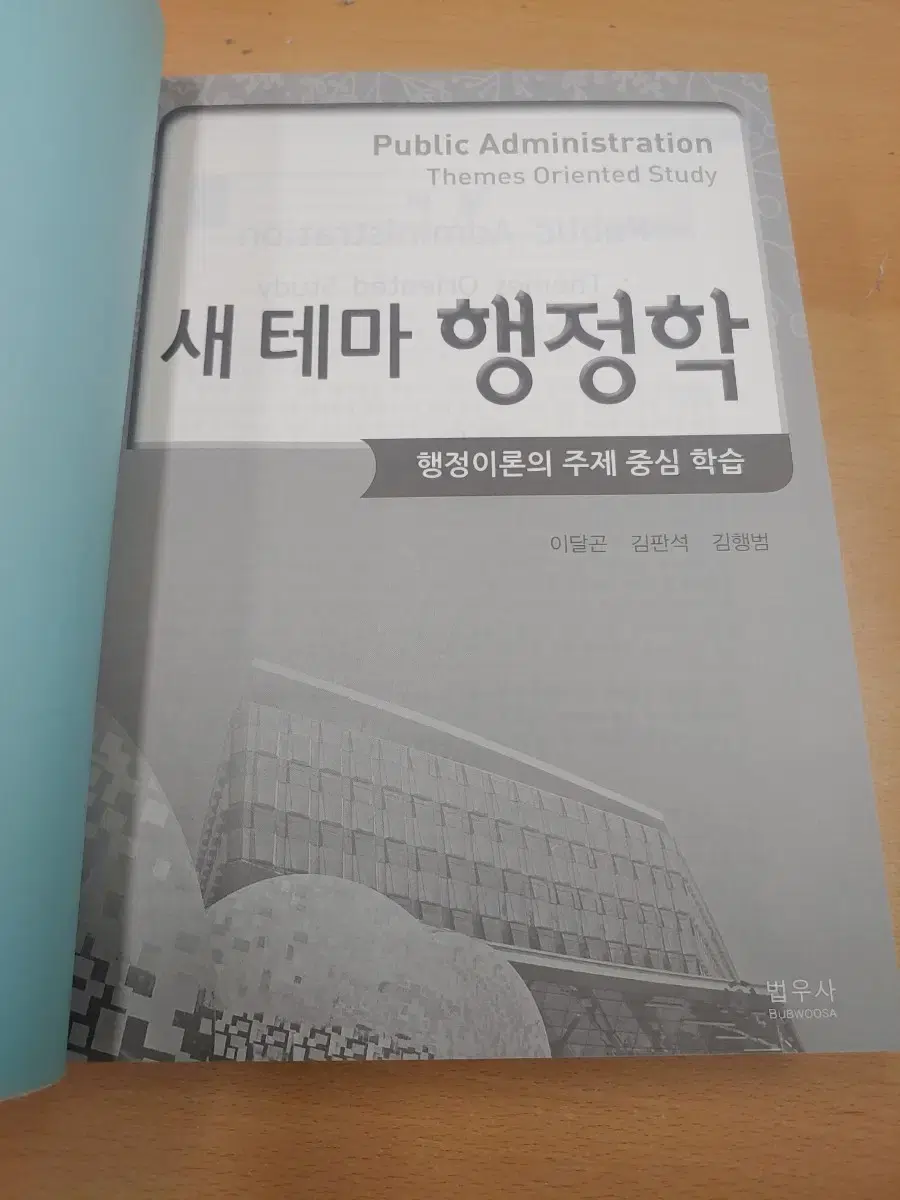 Public Administration
Themes Oriented Study
새 테마 행정학
행정이론의 주제 중심 학습
이달곤 김판석 김행범
법우사
BUBWOOSA